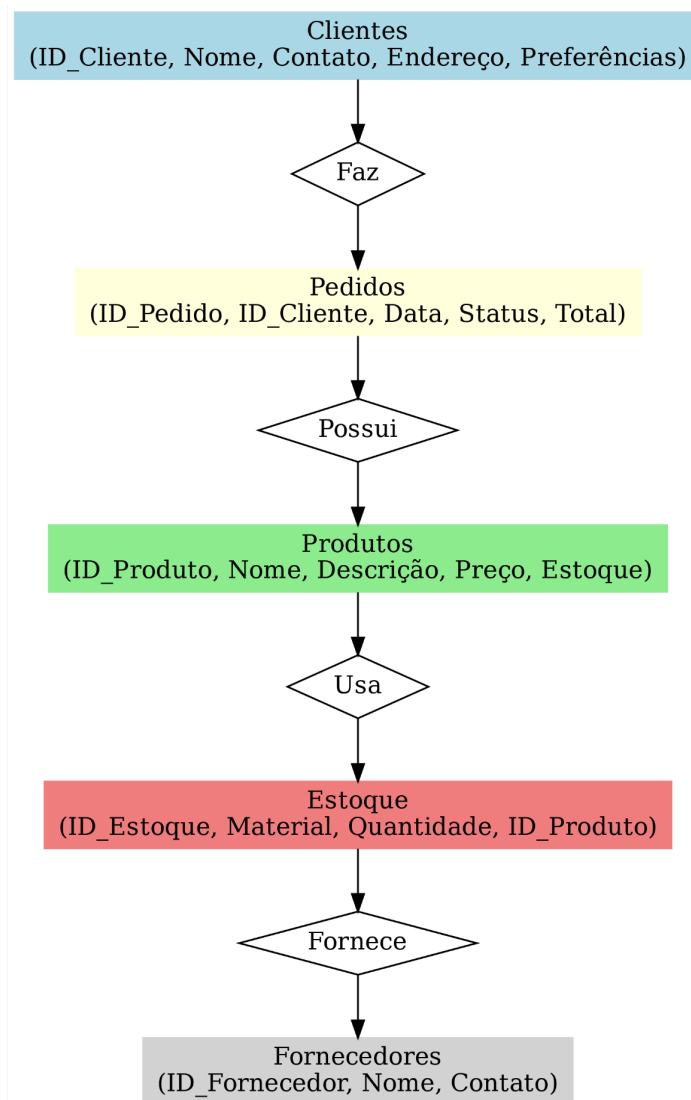 Clientes
(ID_Cliente, Nome, Contato, Endereço, Preferências)
Faz
Pedidos
(ID_Pedido, ID_Cliente, Data, Status, Total)
Possui
Produtos
(ID_Produto, Nome, Descrição, Preço, Estoque)
Usa
Estoque
(ID_Estoque, Material, Quantidade, ID_Produto)
Fornece
Fornecedores
(ID_Fornecedor, Nome, Contato)